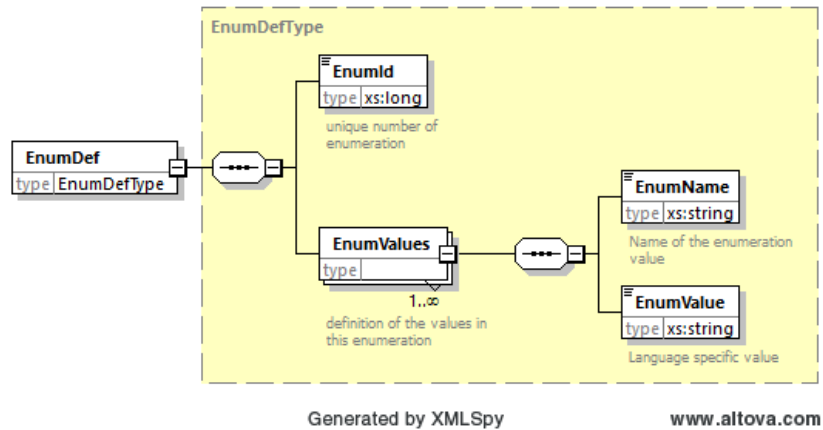 EnumDefType
EnumId
type xs:long
unique number of
enumeration
EnumDef
type EnumDefType
EnumValues
type
1..∞
definition of the values in
this enumeration
EnumName
type xs:string
Name of the enumeration
value
EnumValue
type xs:string
Language specific value
Generated by XMLSpy
www.altova.com